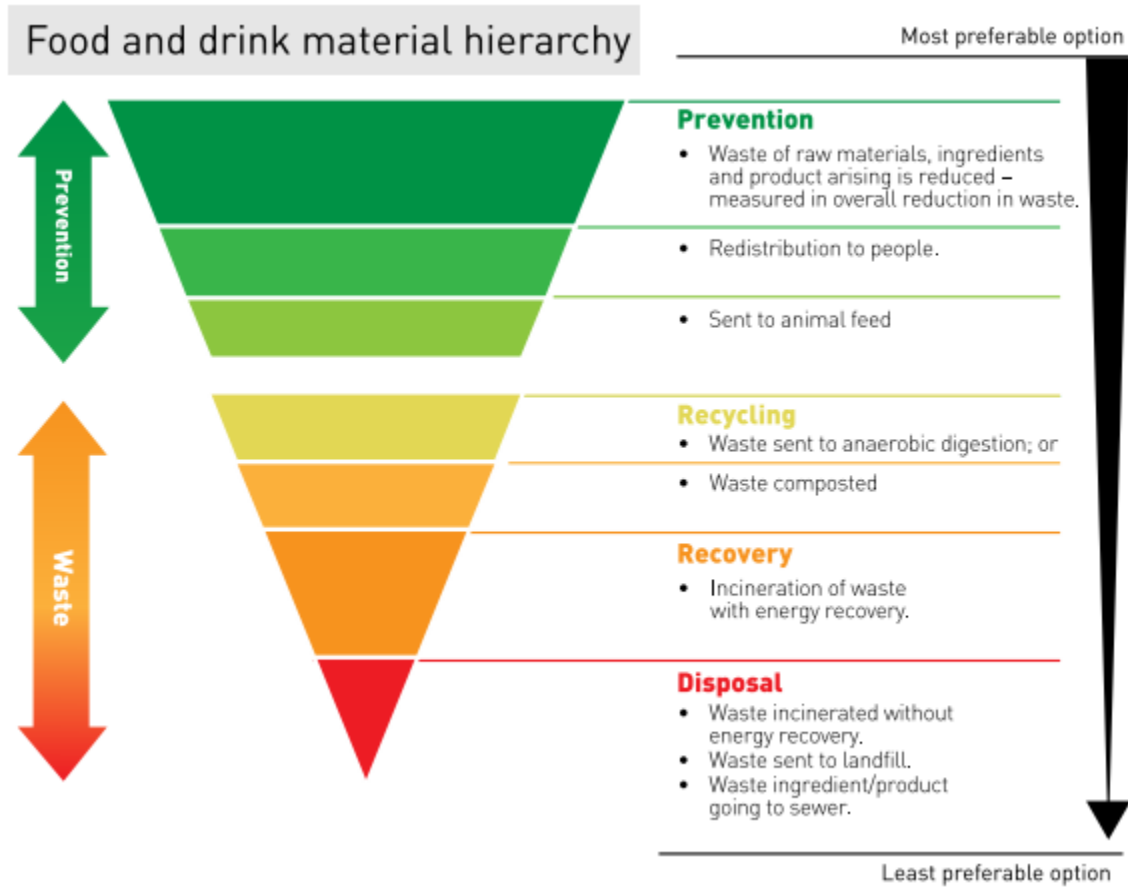 Food and drink material hierarchy
Most preferable option
Prevention
Prevention
• Waste of raw materials, ingredients
and product arising is reduced –
measured in overall reduction in waste.
• Redistribution to people.
• Sent to animal feed
Waste
Recycling
• Waste sent to anaerobic digestion; or
• Waste composted
Recovery
• Incineration of waste
with energy recovery.
Disposal
• Waste incinerated without
energy recovery.
• Waste sent to landfill.
• Waste ingredient/product
going to sewer.
Least preferable option